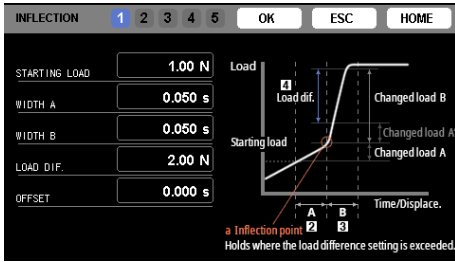 INFLECTION 1 2 3 4 5 OK ESC HOME
STARTING LOAD 1.00 N
WIDTH A 0.050 s
WIDTH B 0.050 s
LOAD DIF. 2.00 N
OFFSET 0.000 s
Load
4
Load dif.
Changed load B
Changed load A'
Starting load
Changed load A
Time/Displace.
A B
2 3
a Inflection point
Holds where the load difference setting is exceeded.